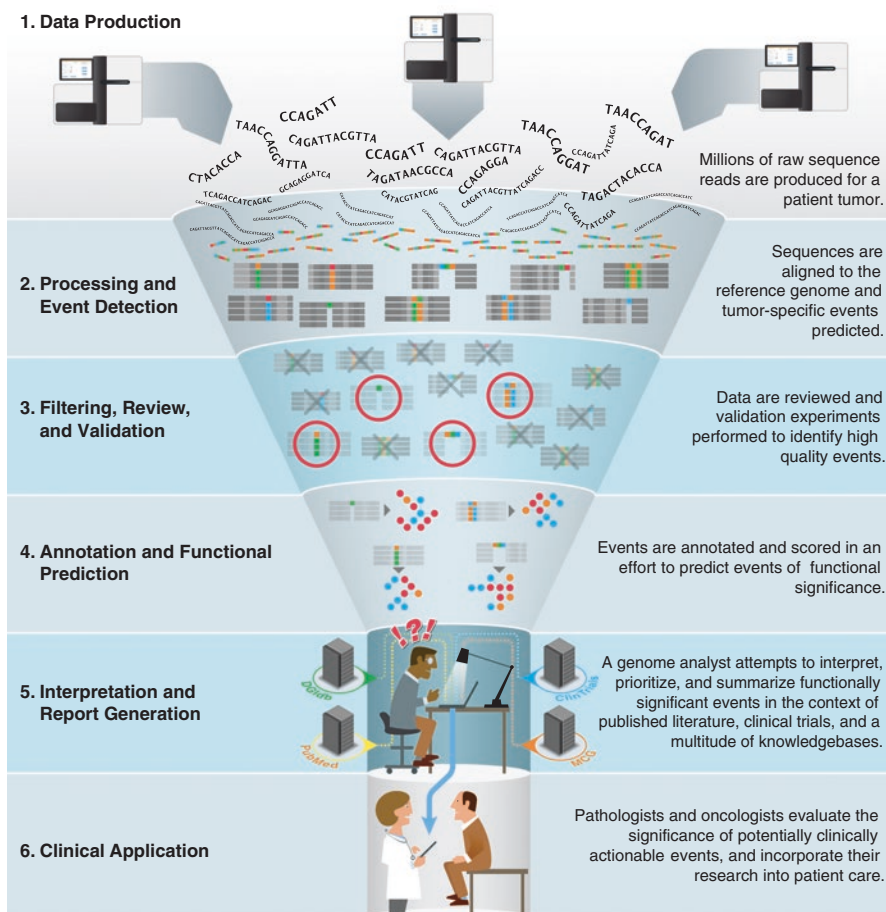 1. Data Production
CCAGATT
TAACCAGGATTA
CAGATTACGTTA
CCAGATT
CAGATTACGTTA
TAACCAGGAT
CCAGATTATCAGA
TAACCAGAT
CTACACCA
GCAGAGGATCA
TAGATAACGCCA
CCAGAGGA
TAGACTACACCA
TCAGACCATCAGAC
CATACGTATCAG
CAGATTACGTTATCAGACC
CCAGATTATCAGA
Millions of raw sequence
reads are produced for a
patient tumor.
2. Processing and
Event Detection
Sequences are
aligned to the
reference genome and
tumor-specific events
predicted.
3. Filtering, Review,
and Validation
Data are reviewed and
validation experiments
performed to identify high
quality events.
4. Annotation and Functional
Prediction
Events are annotated and scored in an
effort to predict events of functional
significance.
!?!
5. Interpretation and
Report Generation
DGIdb
ClinTrials
PubMed
MCG
A genome analyst attempts to interpret,
prioritize, and summarize functionally
significant events in the context of
published literature, clinical trials, and a
multitude of knowledgebases.
6. Clinical Application
Pathologists and oncologists evaluate the
significance of potentially clinically
actionable events, and incorporate their
research into patient care.